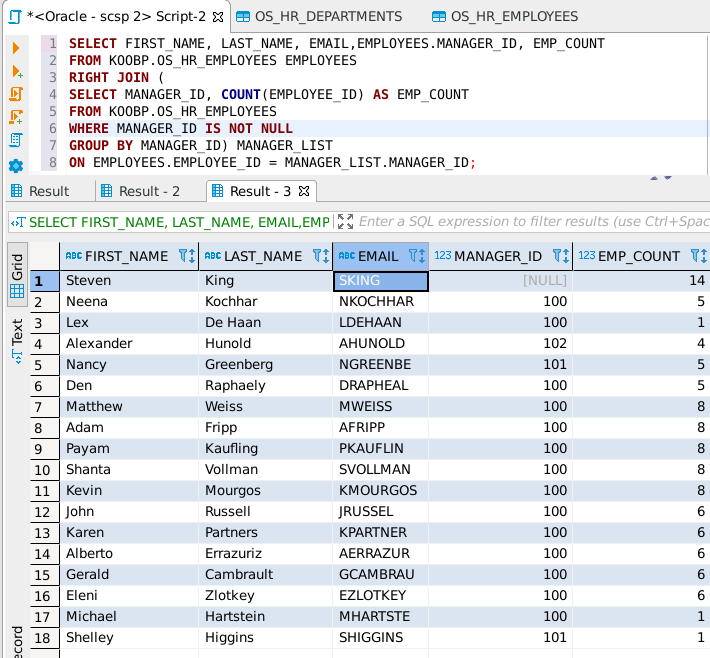 *<Oracle - scsp 2> Script-2 OS_HR_DEPARTMENTS OS_HR_EMPLOYEES
1 SELECT FIRST_NAME, LAST_NAME, EMAIL,EMPLOYEES.MANAGER_ID, EMP_COUNT
2 FROM KOOBP.OS_HR_EMPLOYEES EMPLOYEES
3 RIGHT JOIN (
4 SELECT MANAGER_ID, COUNT(EMPLOYEE_ID) AS EMP_COUNT
5 FROM KOOBP.OS_HR_EMPLOYEES
6 WHERE MANAGER_ID IS NOT NULL
7 GROUP BY MANAGER_ID) MANAGER_LIST
8 ON EMPLOYEES.EMPLOYEE_ID = MANAGER_LIST.MANAGER_ID;
Result Result - 2 Result - 3
SELECT FIRST_NAME, LAST_NAME, EMAIL,EMP Enter a SQL expression to filter results (use Ctrl+Spac
Grid
Text
ecord
ABC FIRST_NAME ABC LAST_NAME ABC EMAIL 123 MANAGER_ID 123 EMP_COUNT
1 Steven King SKING [NULL] 14
2 Neena Kochhar NKOCHHAR 100 5
3 Lex De Haan LDEHAAN 100 1
4 Alexander Hunold AHUNOLD 102 4
5 Nancy Greenberg NGREENBE 101 5
6 Den Raphaely DRAPHEAL 100 5
7 Matthew Weiss MWEISS 100 8
8 Adam Fripp AFRIPP 100 8
9 Payam Kaufling PKAUFLIN 100 8
10 Shanta Vollman SVOLLMAN 100 8
11 Kevin Mourgos KMOURGOS 100 8
12 John Russell JRUSSEL 100 6
13 Karen Partners KPARTNER 100 6
14 Alberto Errazuriz AERRAZUR 100 6
15 Gerald Cambrault GCAMBRAU 100 6
16 Eleni Zlotkey EZLOTKEY 100 6
17 Michael Hartstein MHARTSTE 100 1
18 Shelley Higgins SHIGGINS 101 1